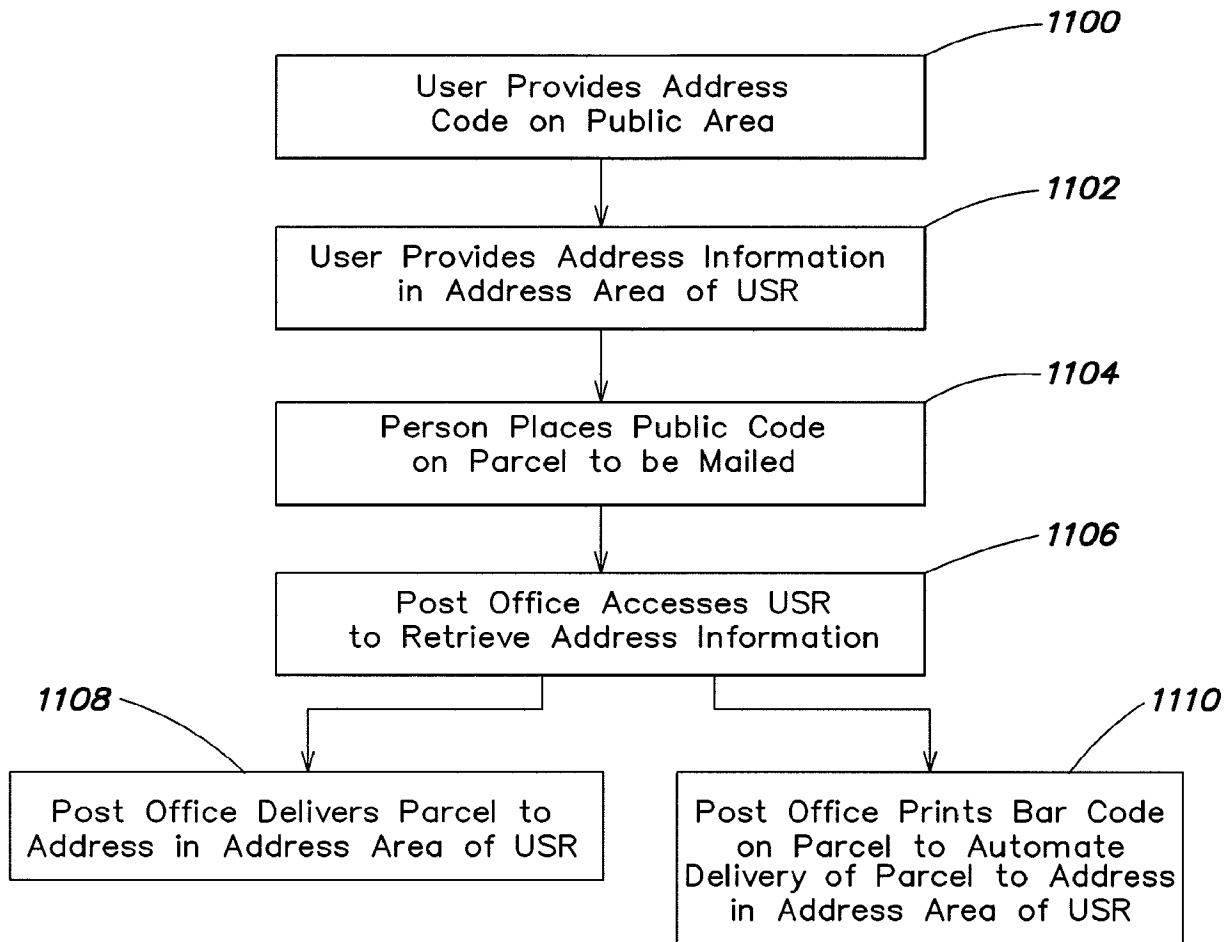 1100
User Provides Address
Code on Public Area
1102
User Provides Address Information
in Address Area of USR
1104
Person Places Public Code
on Parcel to be Mailed
1106
Post Office Accesses USR
to Retrieve Address Information
1108
Post Office Delivers Parcel to
Address in Address Area of USR
1110
Post Office Prints Bar Code
on Parcel to Automate
Delivery of Parcel to Address
in Address Area of USR